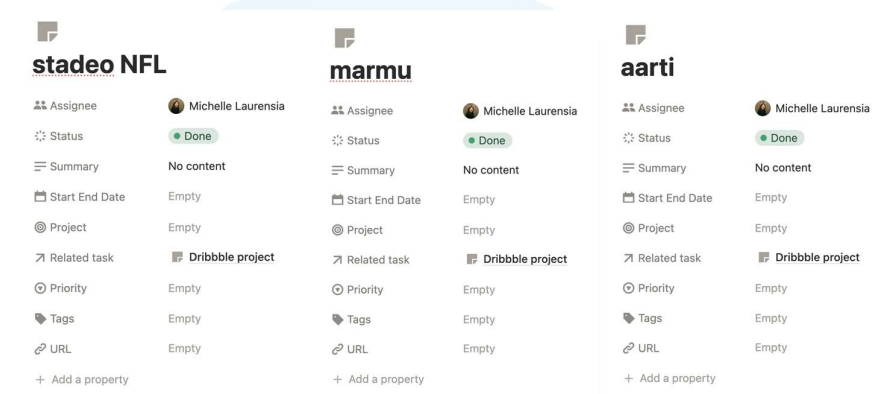 stadeo NFL
Assignee Michelle Laurensia
Status Done
Summary No content
Start End Date Empty
Project Empty
Related task Dribbble project
Priority Empty
Tags Empty
URL Empty
+ Add a property
marmu
Assignee Michelle Laurensia
Status Done
Summary No content
Start End Date Empty
Project Empty
Related task Dribbble project
Priority Empty
Tags Empty
URL Empty
+ Add a property
aarti
Assignee Michelle Laurensia
Status Done
Summary No content
Start End Date Empty
Project Empty
Related task Dribbble project
Priority Empty
Tags Empty
URL Empty
+ Add a property